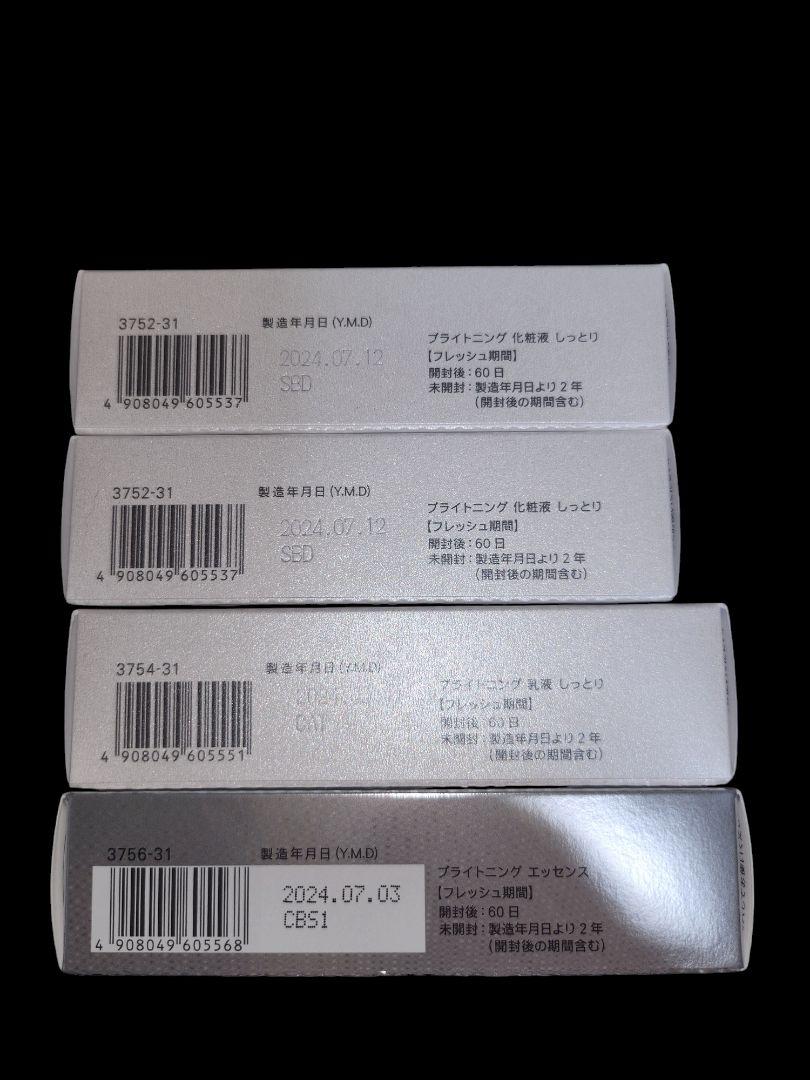 3752-31
製造年月日(Y.M.D)
2024.07.12
SBD
4 908049 605537
ブライトニング 化粧液 しっとり
【フレッシュ期間】
開封後:60日
未開封:製造年月日より2年
(開封後の期間含む)
3752-31
製造年月日(Y.M.D)
2024.07.12
SBD
4 908049 605537
ブライトニング 化粧液 しっとり
【フレッシュ期間】
開封後:60日
未開封:製造年月日より2年
(開封後の期間含む)
3754-31
製造年月日(Y.M.D)
4 908049 605551
ブライトニング 乳液 しっとり
【フレッシュ期間】
開封後:60日
未開封:製造年月日より2年
(開封後の期間含む)
3756-31
製造年月日(Y.M.D)
2024.07.03
CBS1
4 908049 605568
ブライトニング エッセンス
【フレッシュ期間】
開封後:60日
未開封:製造年月日より2年
(開封後の期間含む)